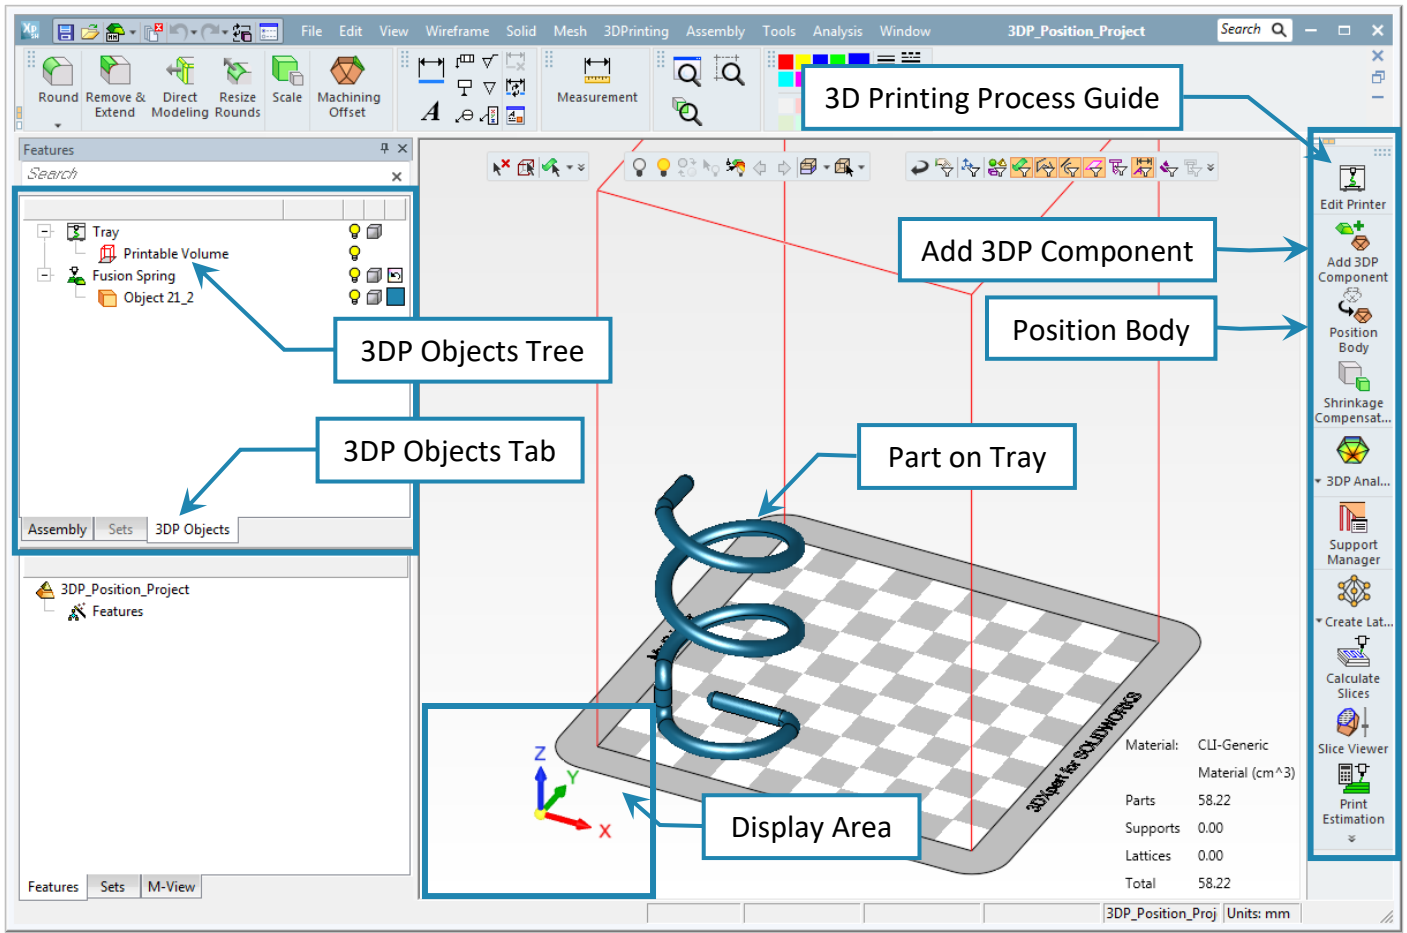 Xp
SW
File Edit View Wireframe Solid Mesh 3DPrinting Assembly Tools Analysis Window
3DP_Position_Project
Search
Round
Remove &
Extend
Direct
Modeling
Resize
Rounds
Scale
Machining
Offset
A
Measurement
3D Printing Process Guide
Features
Search
Tray
Printable Volume
Fusion Spring
Object 21_2
3DP Objects Tree
3DP Objects Tab
Assembly Sets 3DP Objects
3DP_Position_Project
Features
Features Sets M-View
Add 3DP Component
Position Body
Part on Tray
Display Area
Z
Y
X
3DXpert for SOLIDWORKS
Material: CLI-Generic
Material (cm^3)
Parts 58.22
Supports 0.00
Lattices 0.00
Total 58.22
Edit Printer
Add 3DP
Component
Position
Body
Shrinkage
Compensat...
3DP Anal...
Support
Manager
Create Lat...
Calculate
Slices
Slice Viewer
Print
Estimation
3DP_Position_Proj Units: mm